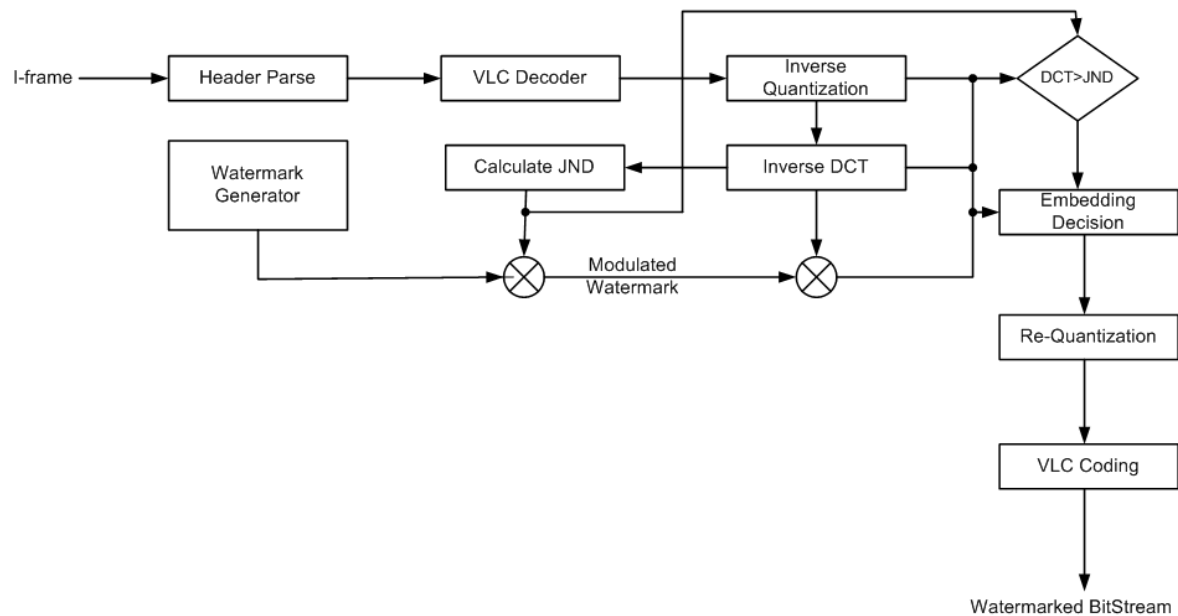 I-frame
Header Parse
VLC Decoder
Inverse
Quantization
DCT>JND
Watermark
Generator
Calculate JND
Inverse DCT
Embedding
Decision
Modulated
Watermark
Re-Quantization
VLC Coding
Watermarked BitStream